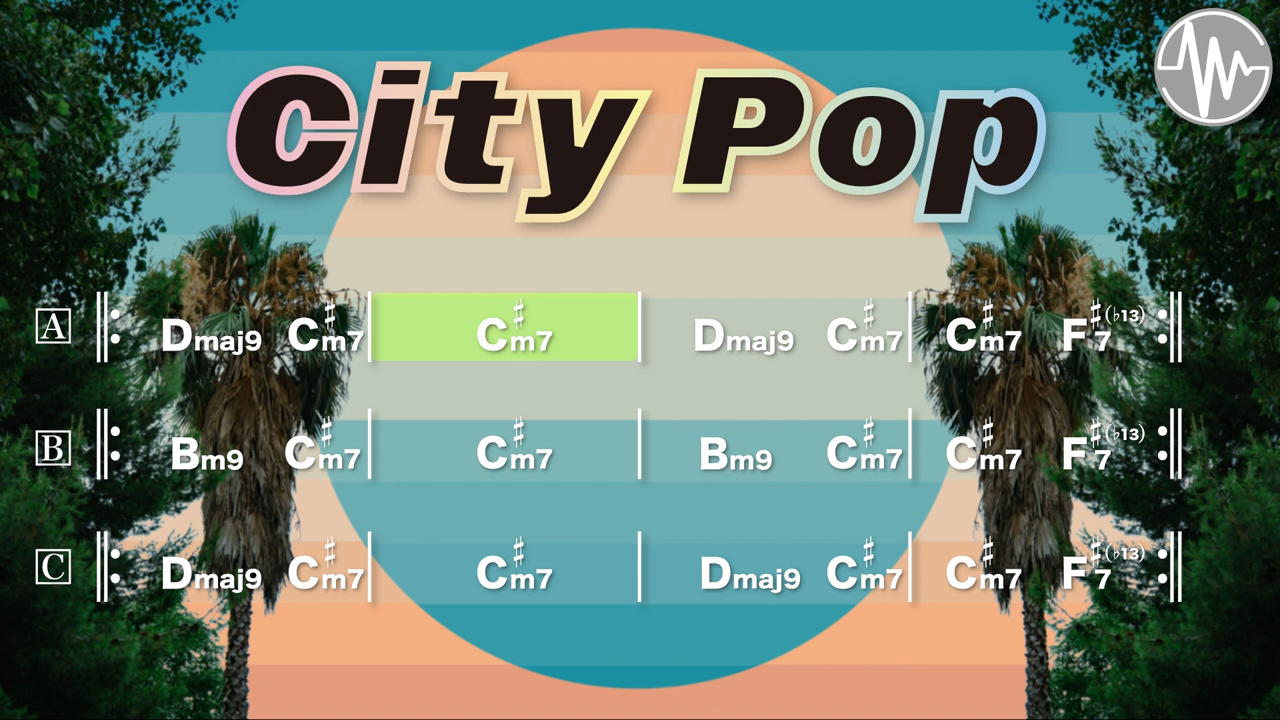 City Pop
A Dmaj9 C♯m7 C♯m7 Dmaj9 C♯m7 C♯m7 F♯7(♭13)
B Bm9 C♯m7 C♯m7 Bm9 C♯m7 C♯m7 F♯7(♭13)
C Dmaj9 C♯m7 C♯m7 Dmaj9 C♯m7 C♯m7 F♯7(♭13)